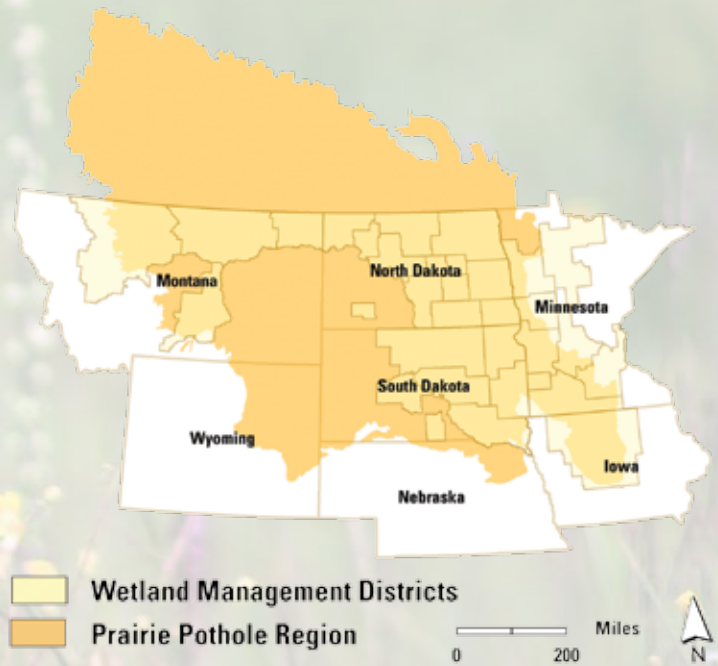 Montana
North Dakota
Minnesota
South Dakota
Wyoming
Iowa
Nebraska
Wetland Management Districts
Prairie Pothole Region
Miles
0 200
N